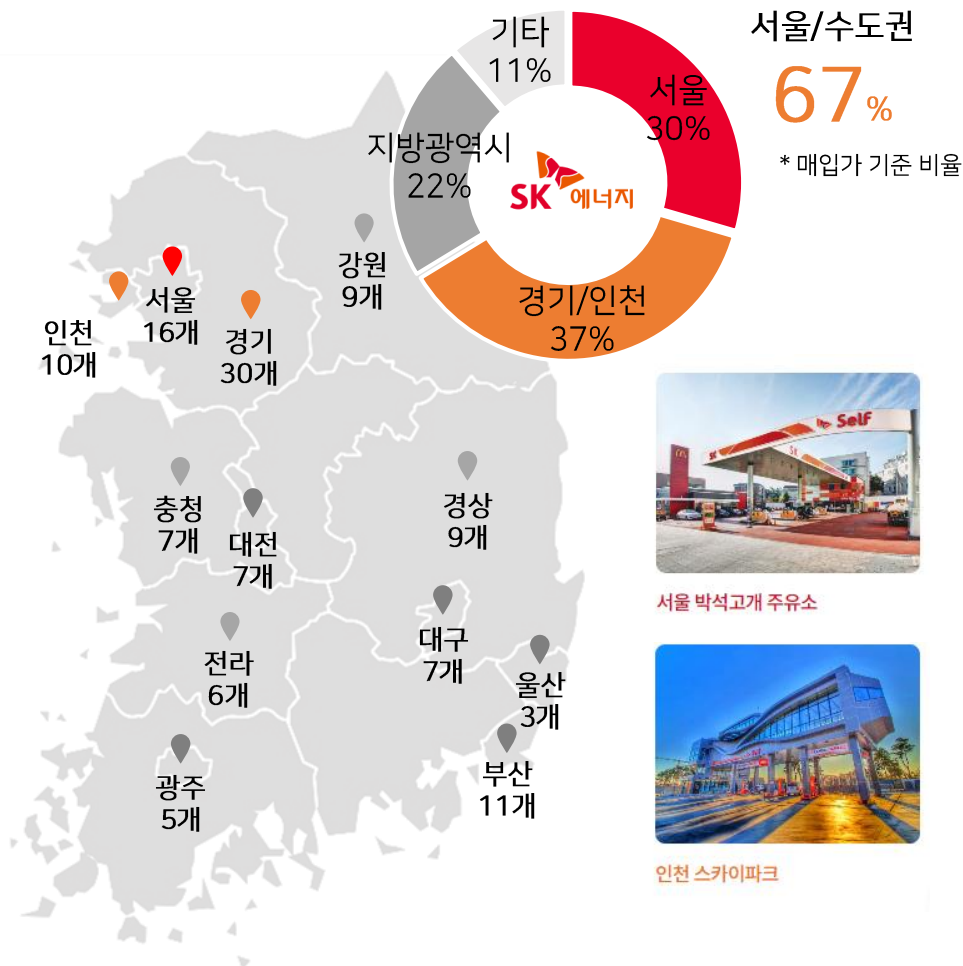 기타
11%
서울
30%
지방광역시
22%
SK 에너지
경기/인천
37%
서울/수도권
67%
* 매입가 기준 비율
강원
9개
서울
16개
인천
10개
경기
30개
충청
7개
대전
7개
경상
9개
전라
6개
대구
7개
울산
3개
광주
5개
부산
11개
Self
SK
서울 박석고개 주유소
인천 스카이파크